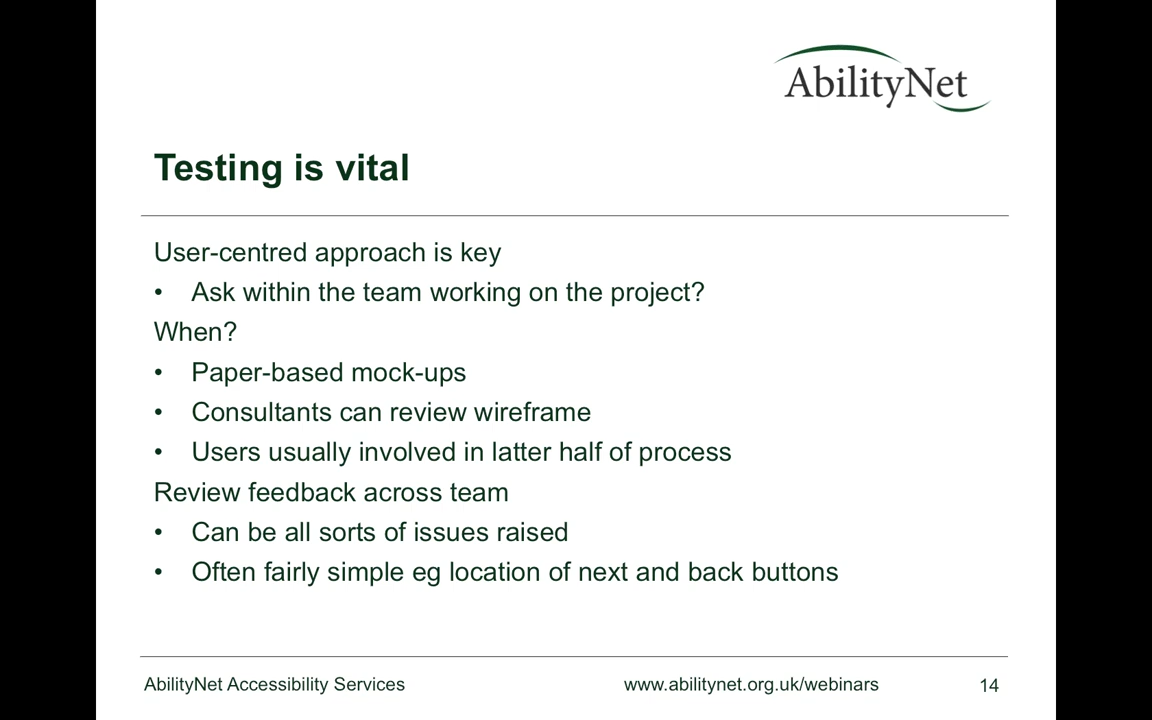 AbilityNet
Testing is vital
User-centred approach is key
• Ask within the team working on the project?
When?
• Paper-based mock-ups
• Consultants can review wireframe
• Users usually involved in latter half of process
Review feedback across team
• Can be all sorts of issues raised
• Often fairly simple eg location of next and back buttons
AbilityNet Accessibility Services www.abilitynet.org.uk/webinars 14